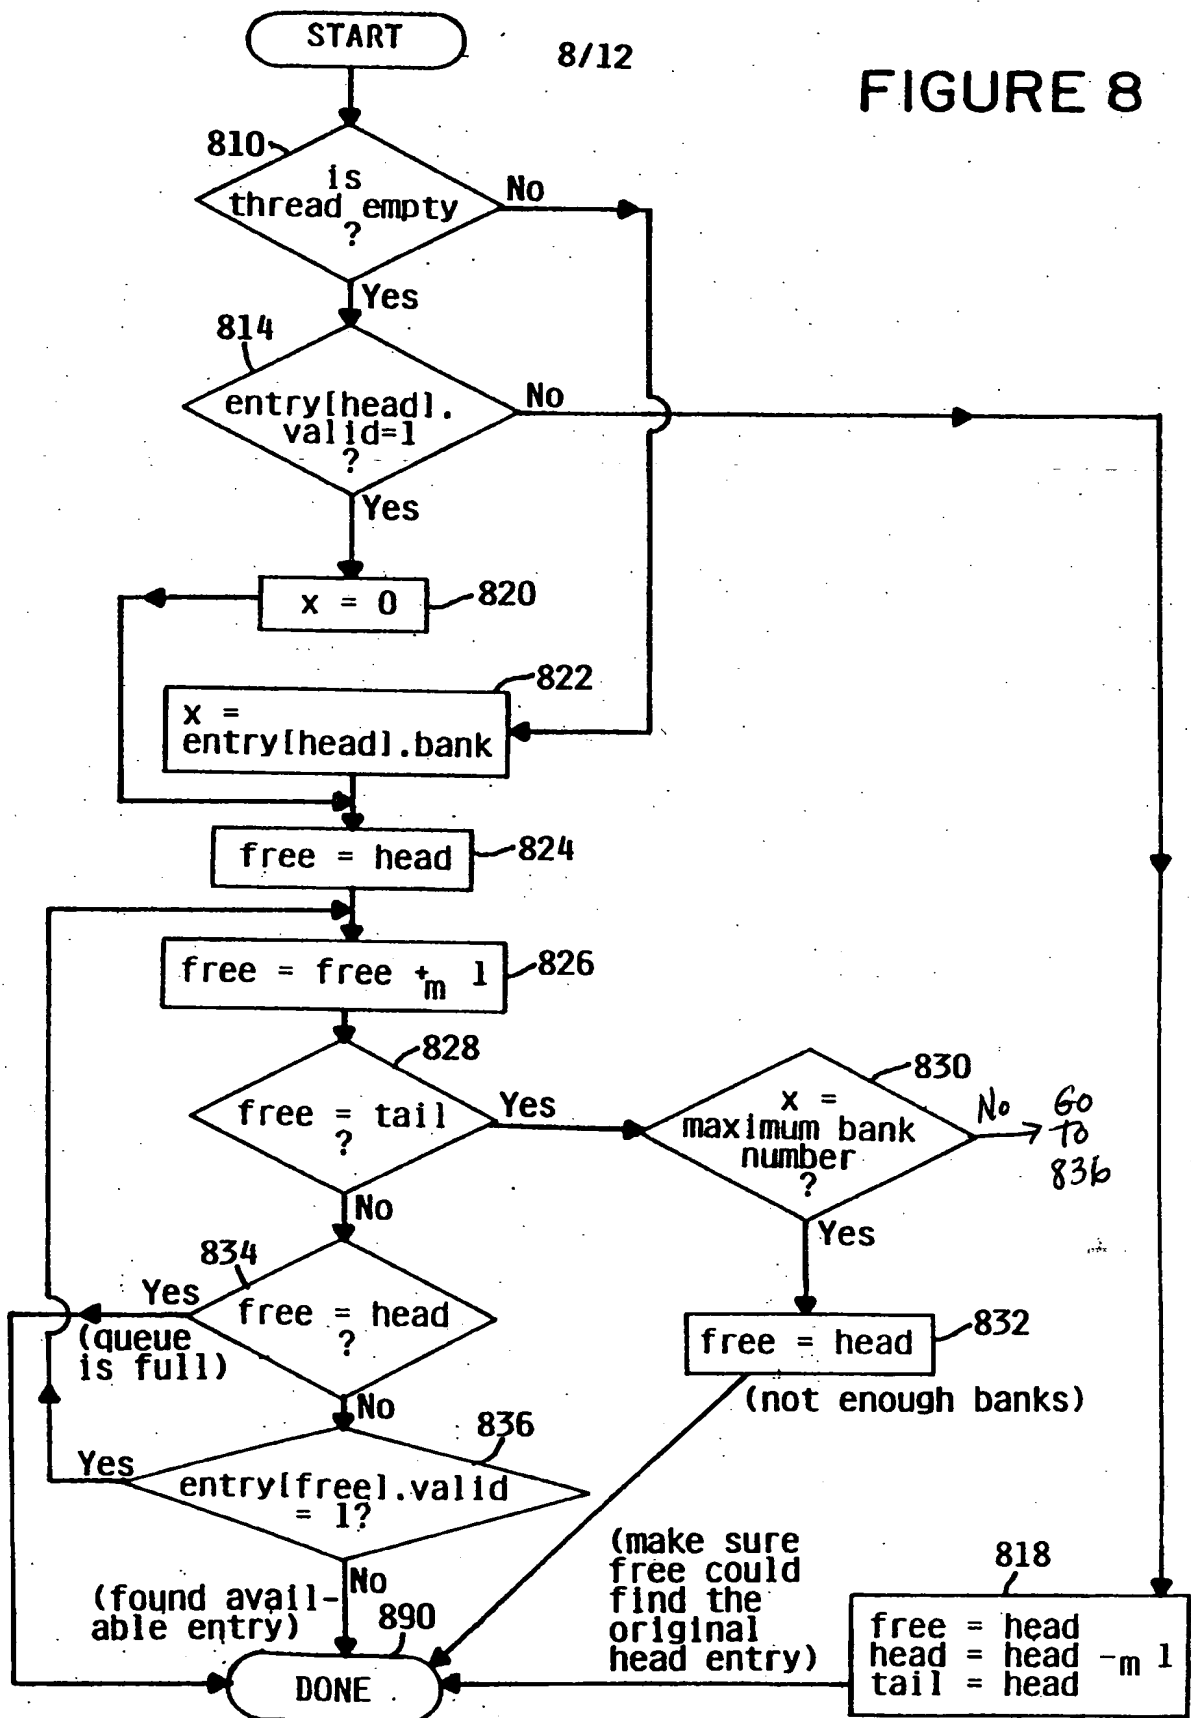 START
8/12
FIGURE 8
810
is
thread empty
?
No
Yes
814
entry[head].
valid=1
?
No
Yes
x = 0
820
822
x =
entry[head].bank
free = head
824
free = free +m 1
826
828
free = tail
?
Yes
830
x =
maximum bank
number
?
No
GO
TO
836
No
Yes
834
Yes
free = head
?
(queue
is full)
free = head
832
(not enough banks)
No
836
Yes
entry[free].valid
= 1?
No
(found avail-
able entry)
890
DONE
(make sure
free could
find the
original
head entry)
818
free = head
head = head -m 1
tail = head